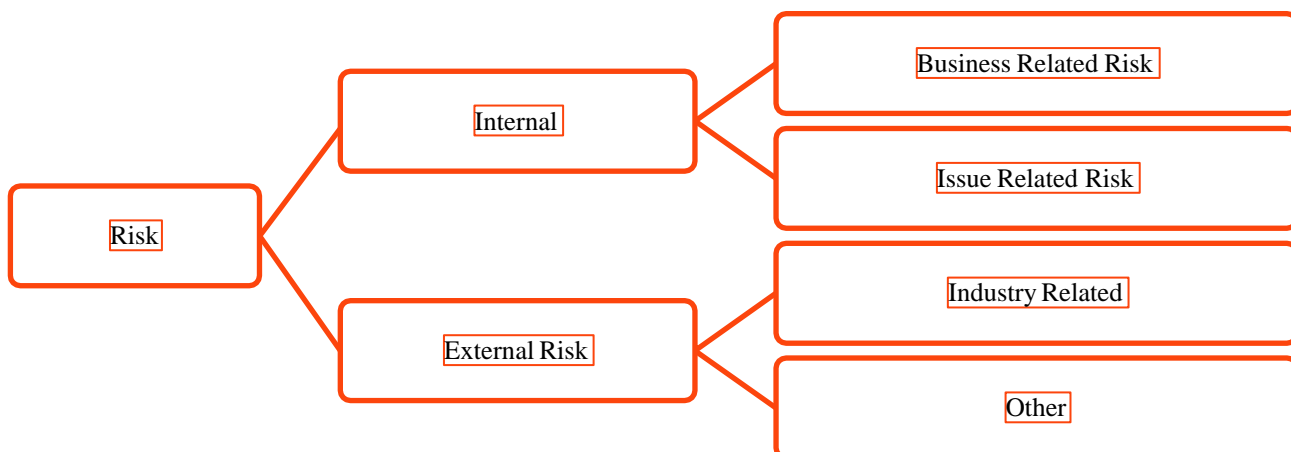 Business Related Risk
Internal
Issue Related Risk
Risk
Industry Related
External Risk
Other